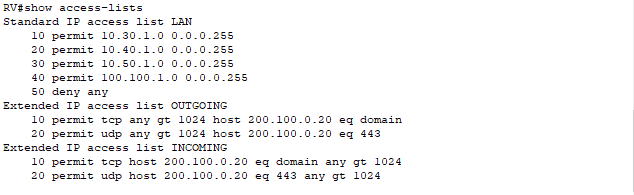 RV#show access-lists
Standard IP access list LAN
10 permit 10.30.1.0 0.0.0.255
20 permit 10.40.1.0 0.0.0.255
30 permit 10.50.1.0 0.0.0.255
40 permit 100.100.1.0 0.0.0.255
50 deny any
Extended IP access list OUTGOING
10 permit tcp any gt 1024 host 200.100.0.20 eq domain
20 permit udp any gt 1024 host 200.100.0.20 eq 443
Extended IP access list INCOMING
10 permit tcp host 200.100.0.20 eq domain any gt 1024
20 permit udp host 200.100.0.20 eq 443 any gt 1024